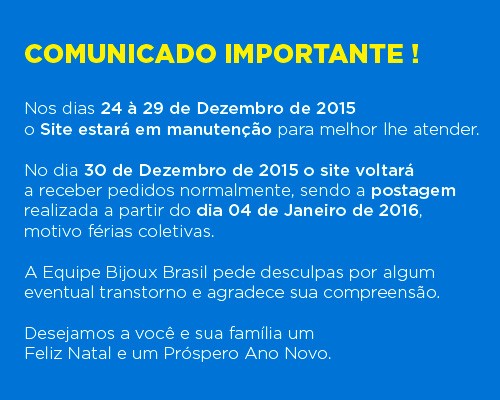 COMUNICADO IMPORTANTE !
Nos dias 24 à 29 de Dezembro de 2015
o Site estará em manutenção para melhor lhe atender.
No dia 30 de Dezembro de 2015 o site voltará
a receber pedidos normalmente, sendo a postagem
realizada a partir do dia 04 de Janeiro de 2016,
motivo férias coletivas.
A Equipe Bijoux Brasil pede desculpas por algum
eventual transtorno e agradece sua compreensão.
Desejamos a você e sua família um
Feliz Natal e um Próspero Ano Novo.